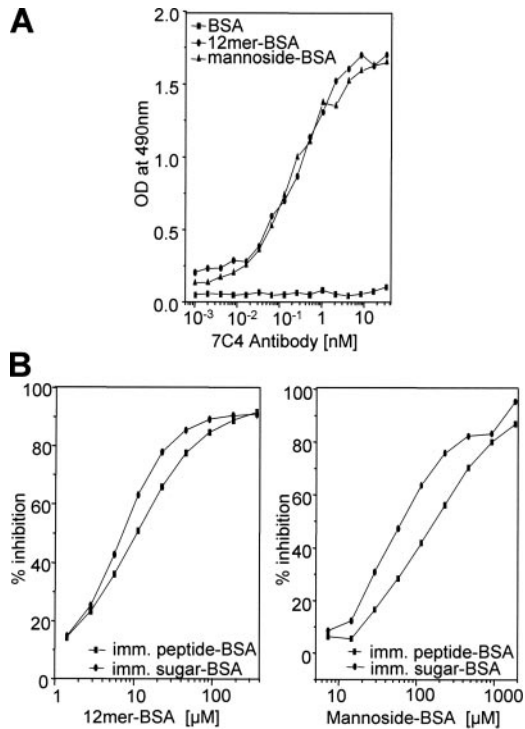 A
BSA
12mer-BSA
mannoside-BSA
2.0
1.5
1.0
0.5
0.0
OD at 490nm
10⁻³ 10⁻² 10⁻¹ 1 10
7C4 Antibody [nM]
B
100
80
60
40
20
0
% inhibition
imm. peptide-BSA
imm. sugar-BSA
1 10 100
12mer-BSA [µM]
100
80
60
40
20
0
% inhibition
imm. peptide-BSA
imm. sugar-BSA
10 100 1000
Mannoside-BSA [µM]